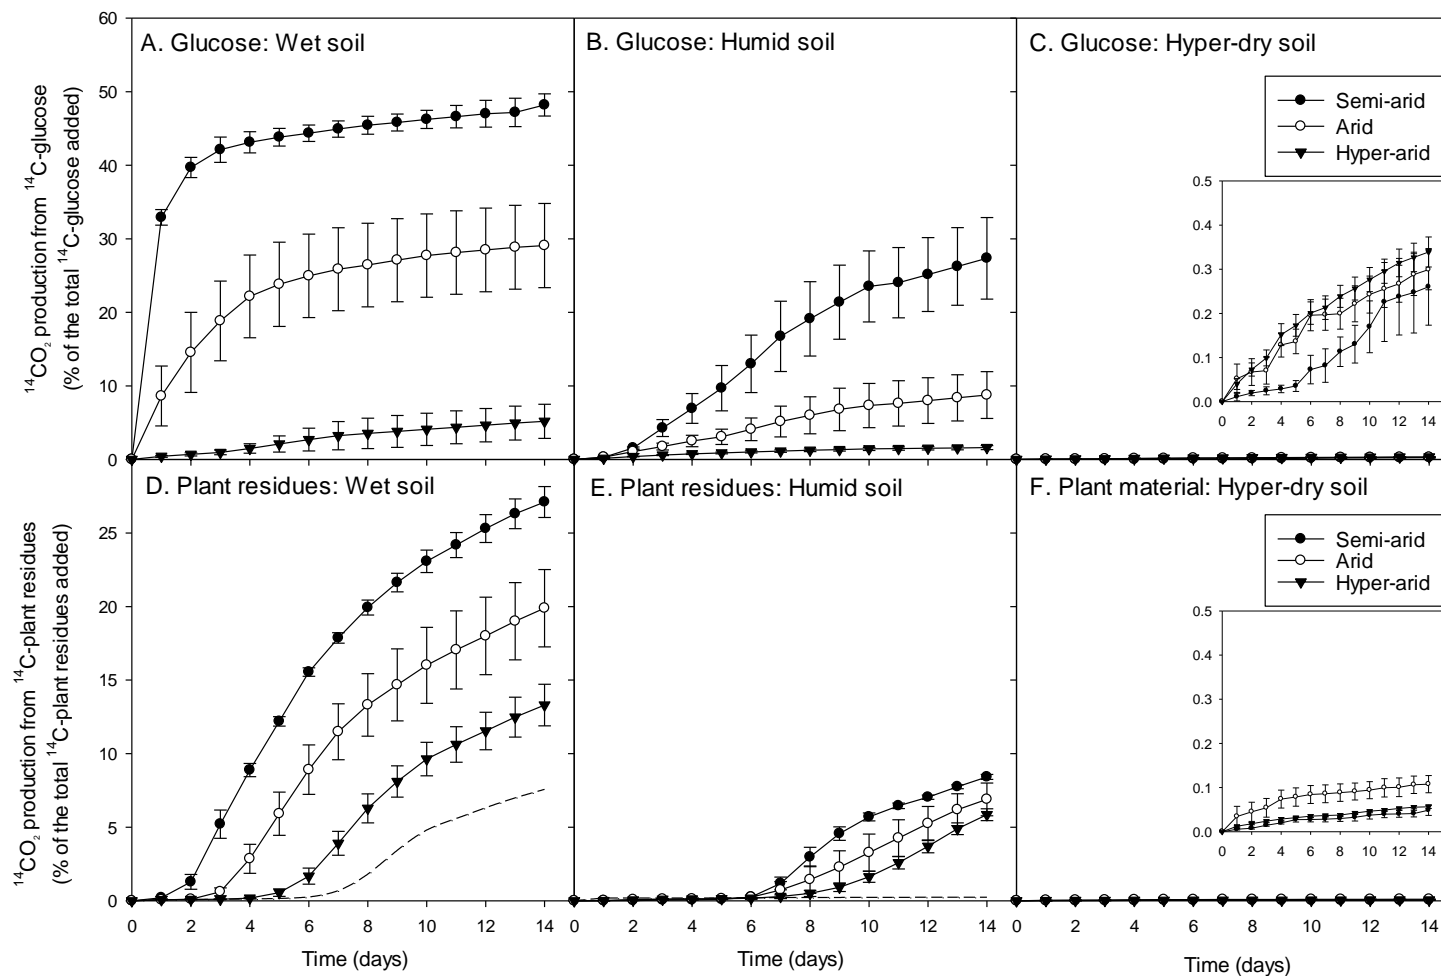 A. Glucose: Wet soil
B. Glucose: Humid soil
C. Glucose: Hyper-dry soil
¹⁴CO₂ production from ¹⁴C-glucose
(% of the total ¹⁴C-glucose added)
60
50
40
30
20
10
0
Semi-arid
Arid
Hyper-arid
0.5
0.4
0.3
0.2
0.1
0.0
0 2 4 6 8 10 12 14
D. Plant residues: Wet soil
E. Plant residues: Humid soil
F. Plant material: Hyper-dry soil
¹⁴CO₂ production from ¹⁴C-plant residues
(% of the total ¹⁴C-plant residues added)
25
20
15
10
5
0
Semi-arid
Arid
Hyper-arid
0.5
0.4
0.3
0.2
0.1
0.0
0 2 4 6 8 10 12 14
0 2 4 6 8 10 12 14
0 2 4 6 8 10 12 14
0 2 4 6 8 10 12 14
Time (days)
Time (days)
Time (days)